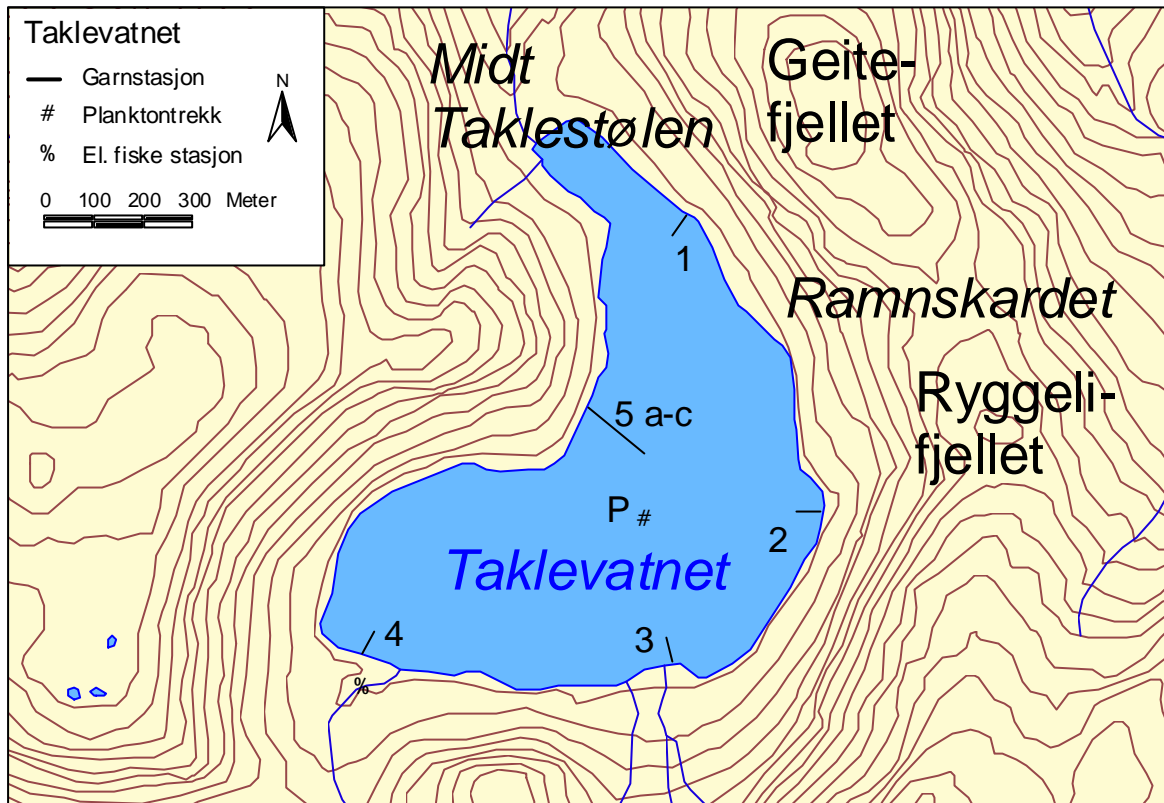 Taklevatnet
Garnstasjon
# Planktontrekk
% El. fiske stasjon
N
0 100 200 300 Meter
Midt
Taklestølen
Geite-
fjellet
1
Ramnskardet
Ryggeli-
fjellet
5 a-c
P #
2
Taklevatnet
4
3
%